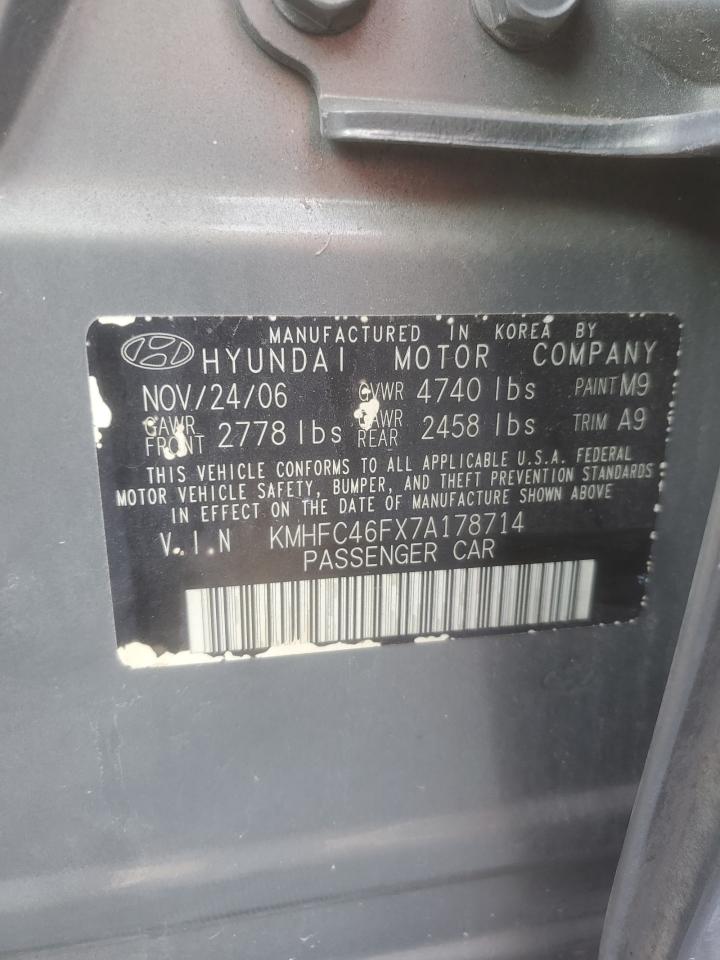 MANUFACTURED IN KOREA BY
HYUNDAI MOTOR COMPANY
NOV/24/06 GVWR 4740 lbs PAINT M9
GAWR FRONT 2778 lbs GAWR REAR 2458 lbs TRIM A9
THIS VEHICLE CONFORMS TO ALL APPLICABLE U.S.A. FEDERAL
MOTOR VEHICLE SAFETY, BUMPER, AND THEFT PREVENTION STANDARDS
IN EFFECT ON THE DATE OF MANUFACTURE SHOWN ABOVE
V.I N KMHFC46FX7A178714
PASSENGER CAR